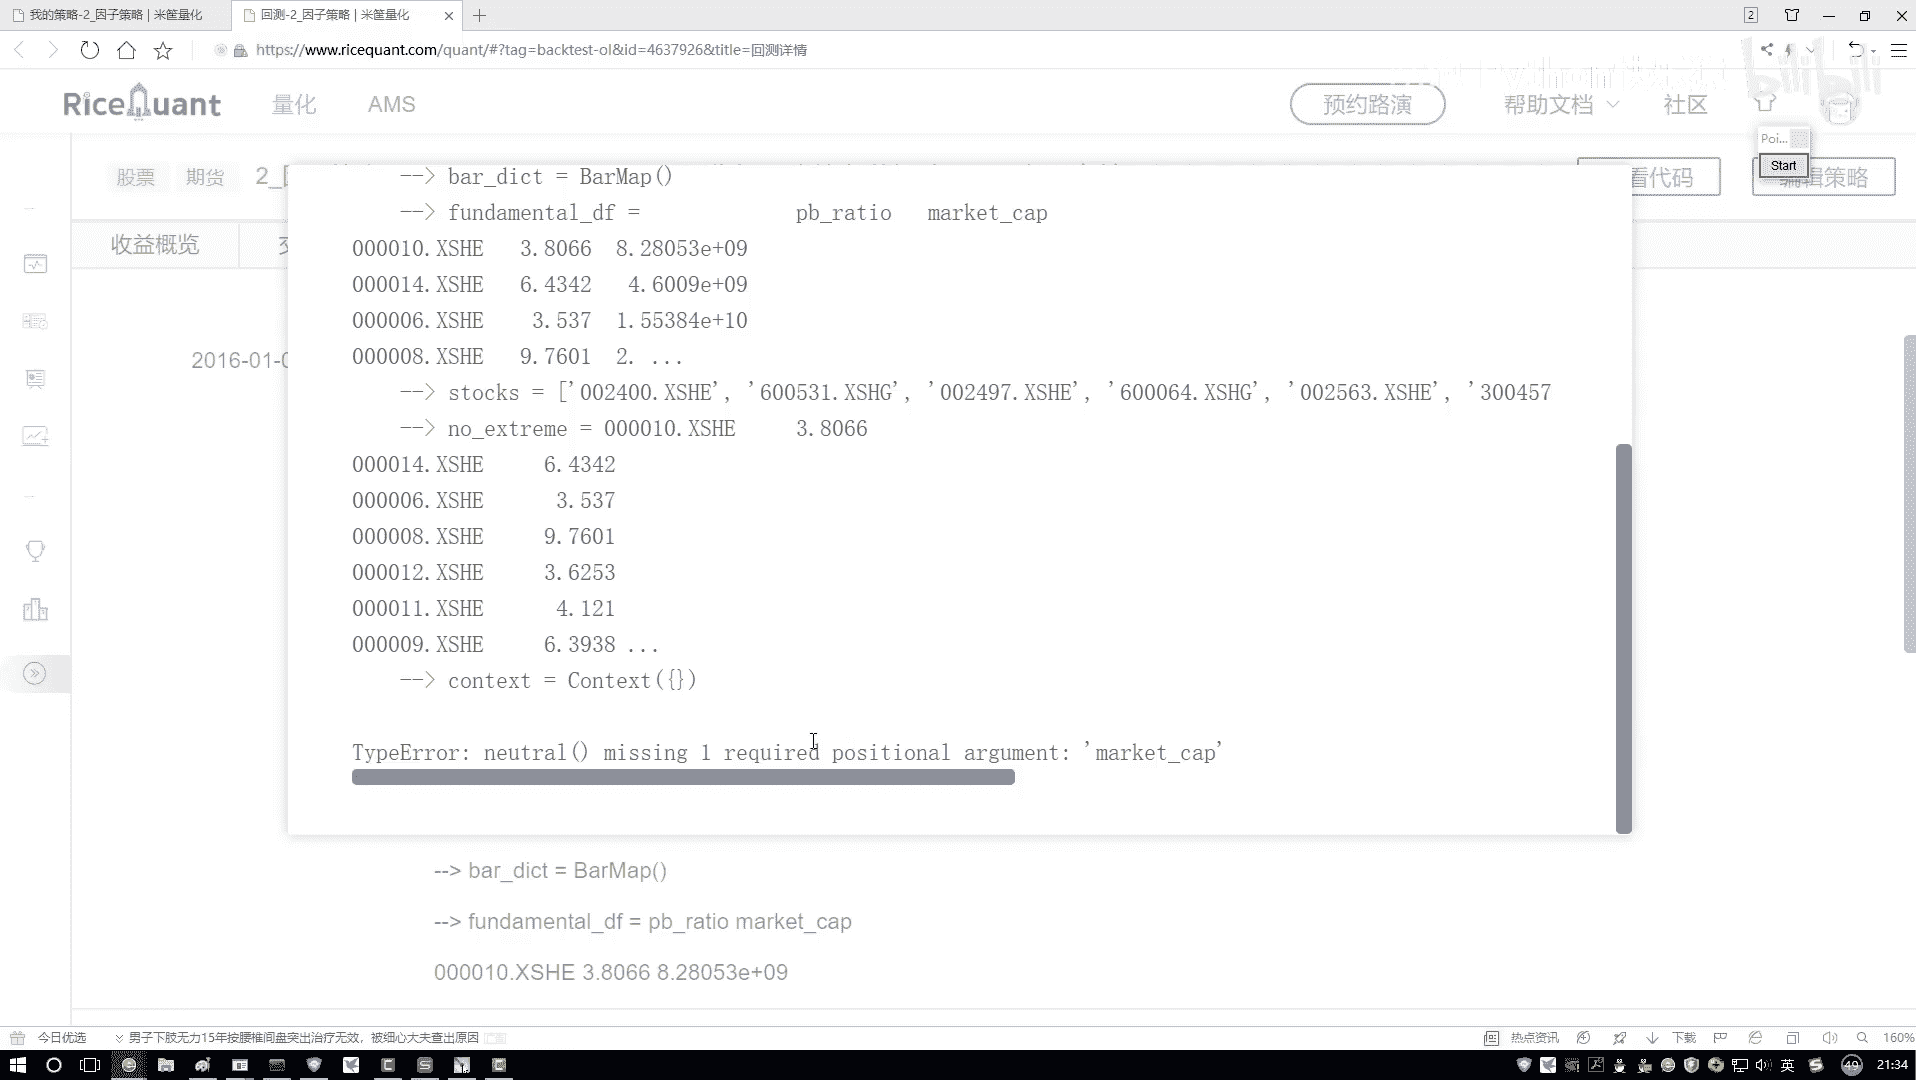 我的策略-2_因子策略 | 米筐量化
回测-2_因子策略 | 米筐量化
2
https://www.ricequant.com/quant/#?tag=backtest-ol&id=4637926&title=回测详情
RiceQuant
量化
AMS
预约路演
帮助文档
社区
bilibili
Poi...
Start
股票
期货
看代码
编辑策略
收益概览
2016-01-0
--> bar_dict = BarMap()
--> fundamental_df = pb_ratio market_cap
000010.XSHE 3.8066 8.28053e+09
000014.XSHE 6.4342 4.6009e+09
000006.XSHE 3.537 1.55384e+10
000008.XSHE 9.7601 2. ...
--> stocks = ['002400.XSHE', '600531.XSHG', '002497.XSHE', '600064.XSHG', '002563.XSHE', '300457
--> no_extreme = 000010.XSHE 3.8066
000014.XSHE 6.4342
000006.XSHE 3.537
000008.XSHE 9.7601
000012.XSHE 3.6253
000011.XSHE 4.121
000009.XSHE 6.3938 ...
--> context = Context({})
TypeError: neutral() missing 1 required positional argument: 'market_cap'
--> bar_dict = BarMap()
--> fundamental_df = pb_ratio market_cap
000010.XSHE 3.8066 8.28053e+09
今日优选
男子下肢无力15年按腰椎间盘突出治疗无效，被细心大夫查出原因
热点资讯
下载
160%
英
49
21:34